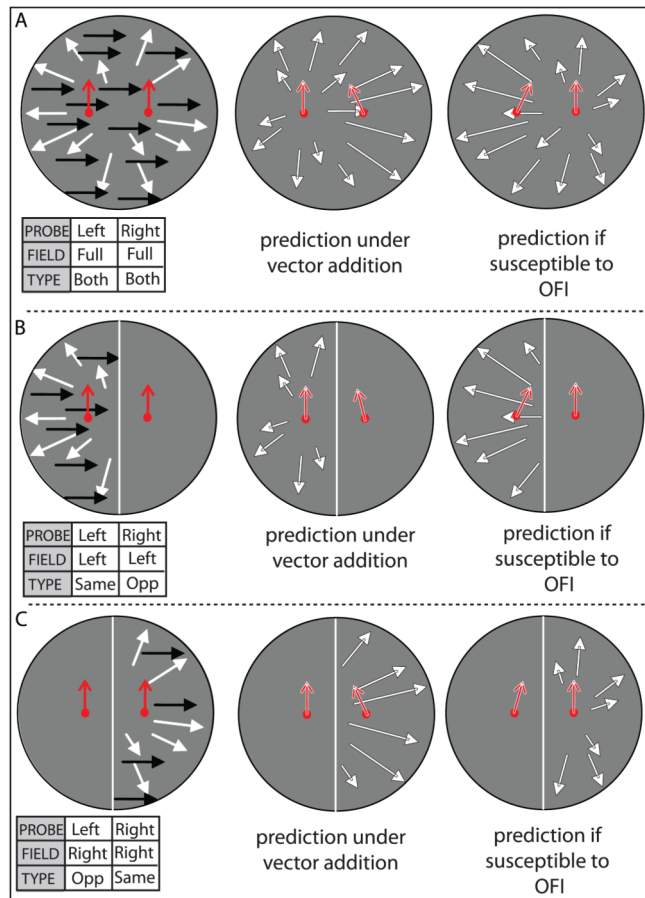 A
PROBE Left Right
FIELD Full Full
TYPE Both Both
prediction under
vector addition
prediction if
susceptible to
OFI
B
PROBE Left Right
FIELD Left Left
TYPE Same Opp
prediction under
vector addition
prediction if
susceptible to
OFI
C
PROBE Left Right
FIELD Right Right
TYPE Opp Same
prediction under
vector addition
prediction if
susceptible to
OFI